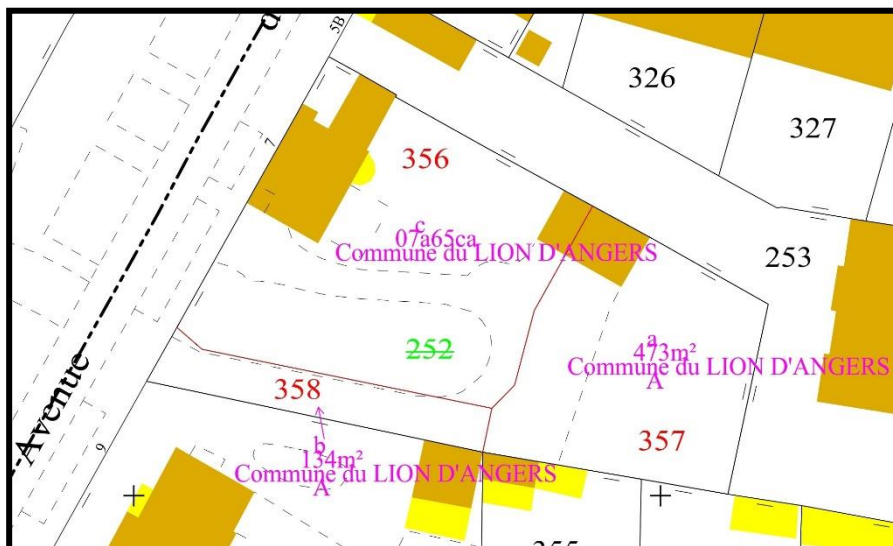 5B
326
327
7
356
c
07a65ca
Commune du LION D'ANGERS
253
252
a
473m²
Commune du LION D'ANGERS
A
358
357
Avenue
9
b
134m²
Commune du LION D'ANGERS
A